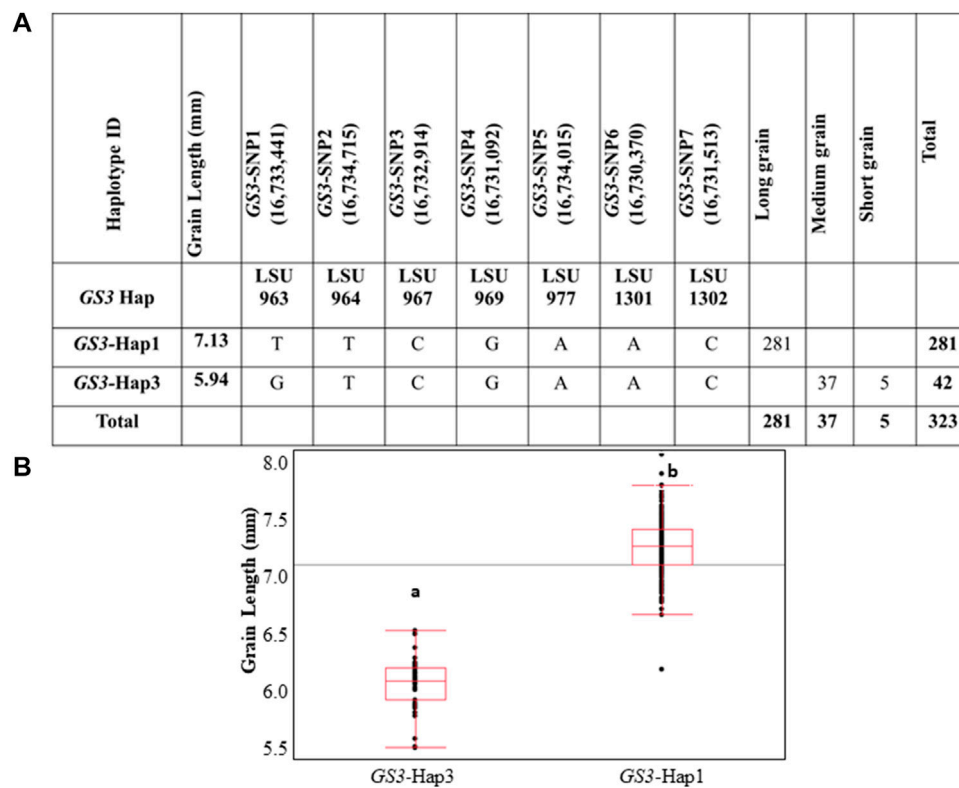 A
Haplotype ID
Grain Length (mm)
GS3-SNP1
(16,733,441)
GS3-SNP2
(16,734,715)
GS3-SNP3
(16,732,914)
GS3-SNP4
(16,731,092)
GS3-SNP5
(16,734,015)
GS3-SNP6
(16,730,370)
GS3-SNP7
(16,731,513)
Long grain
Medium grain
Short grain
Total
GS3 Hap LSU 963 LSU 964 LSU 967 LSU 969 LSU 977 LSU 1301 LSU 1302
GS3-Hap1 7.13 T T C G A A C 281 281
GS3-Hap3 5.94 G T C G A A C 37 5 42
Total 281 37 5 323
B
Grain Length (mm)
8.0
7.5
7.0
6.5
6.0
5.5
a
b
GS3-Hap3 GS3-Hap1